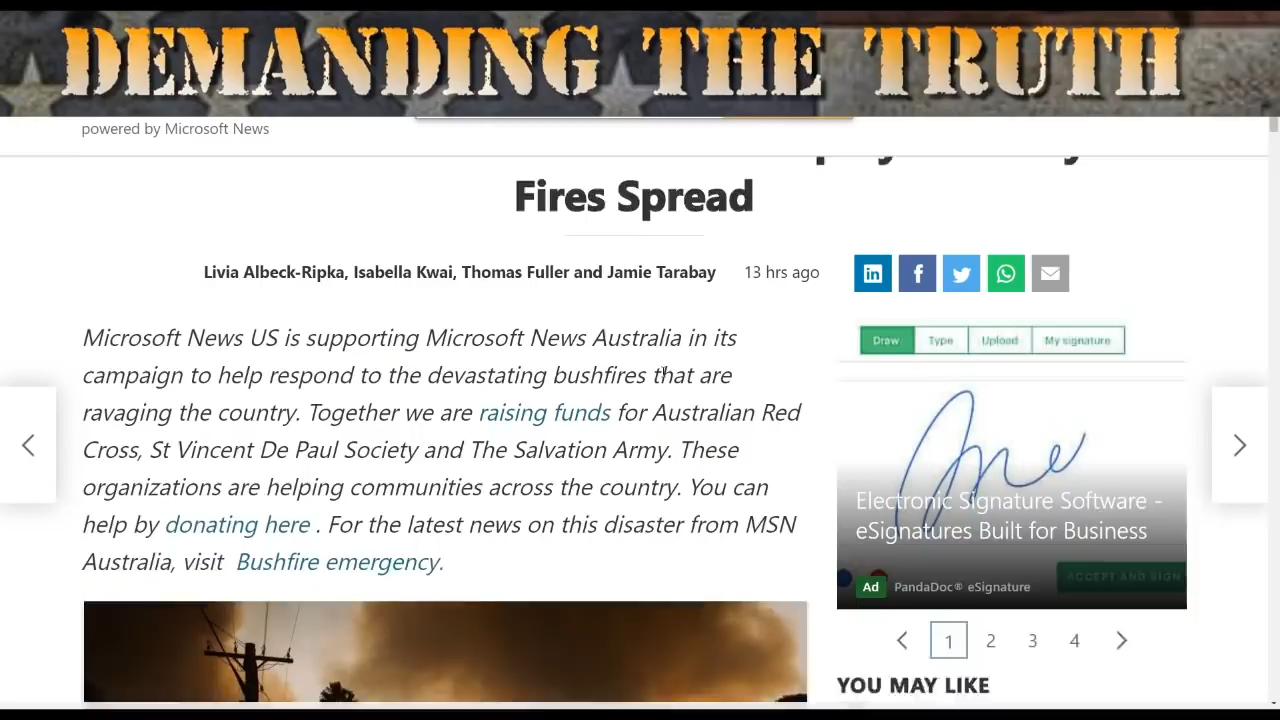 DEMANDING THE TRUTH
powered by Microsoft News
Fires Spread
Livia Albeck-Ripka, Isabella Kwai, Thomas Fuller and Jamie Tarabay 13 hrs ago
Microsoft News US is supporting Microsoft News Australia in its
campaign to help respond to the devastating bushfires that are
ravaging the country. Together we are raising funds for Australian Red
Cross, St Vincent De Paul Society and The Salvation Army. These
organizations are helping communities across the country. You can
help by donating here . For the latest news on this disaster from MSN
Australia, visit Bushfire emergency.
Draw Type Upload My signature
Me
Electronic Signature Software -
eSignatures Built for Business
ACCEPT AND SIGN
Ad PandaDoc® eSignature
1 2 3 4
YOU MAY LIKE